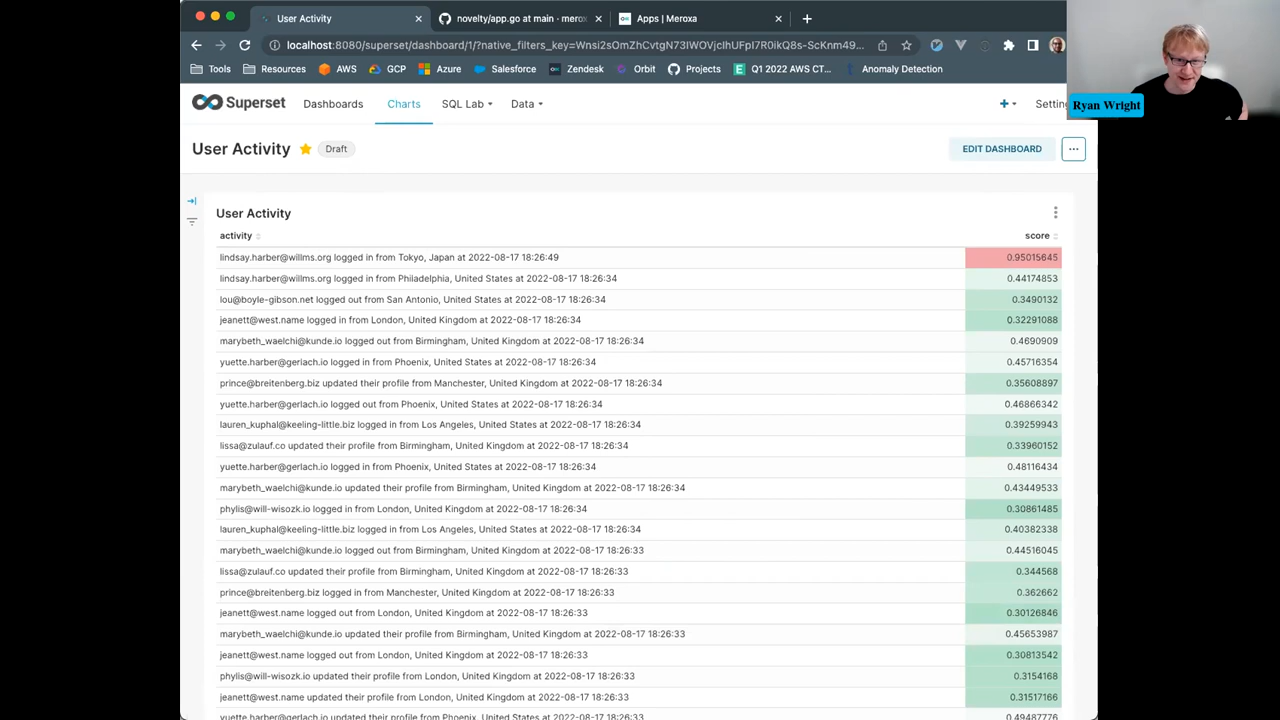 User Activity
novelty/app.go at main · merox
Apps | Meroxa
localhost:8080/superset/dashboard/1/?native_filters_key=Wnsi2sOmZhCvtgN73IWOVjcIhUFpI7R0ikQ8s-ScKnm49...
Tools Resources AWS GCP Azure Salesforce Zendesk Orbit Projects Q1 2022 AWS CT... Anomaly Detection
Ryan Wright
Superset Dashboards Charts SQL Lab Data + Settin
User Activity Draft EDIT DASHBOARD ...
User Activity
activity score
lindsay.harber@willms.org logged in from Tokyo, Japan at 2022-08-17 18:26:49 0.95015645
lindsay.harber@willms.org logged in from Philadelphia, United States at 2022-08-17 18:26:34 0.44174853
lou@boyle-gibson.net logged out from San Antonio, United States at 2022-08-17 18:26:34 0.3490132
jeanett@west.name logged in from London, United Kingdom at 2022-08-17 18:26:34 0.32291088
marybeth_waelchi@kunde.io logged out from Birmingham, United Kingdom at 2022-08-17 18:26:34 0.4690909
yuette.harber@gerlach.io logged in from Phoenix, United States at 2022-08-17 18:26:34 0.45716354
prince@breitenberg.biz updated their profile from Manchester, United Kingdom at 2022-08-17 18:26:34 0.35608897
yuette.harber@gerlach.io logged out from Phoenix, United States at 2022-08-17 18:26:34 0.46866342
lauren_kuphal@keeling-little.biz logged in from Los Angeles, United States at 2022-08-17 18:26:34 0.39259943
lissa@zulauf.co updated their profile from Birmingham, United Kingdom at 2022-08-17 18:26:34 0.33960152
yuette.harber@gerlach.io logged in from Phoenix, United States at 2022-08-17 18:26:34 0.48116434
marybeth_waelchi@kunde.io updated their profile from Birmingham, United Kingdom at 2022-08-17 18:26:34 0.43449533
phylis@will-wisozk.io logged in from London, United Kingdom at 2022-08-17 18:26:34 0.30861485
lauren_kuphal@keeling-little.biz logged in from Los Angeles, United States at 2022-08-17 18:26:34 0.40382338
marybeth_waelchi@kunde.io logged out from Birmingham, United Kingdom at 2022-08-17 18:26:33 0.44516045
lissa@zulauf.co updated their profile from Birmingham, United Kingdom at 2022-08-17 18:26:33 0.344568
prince@breitenberg.biz logged in from Manchester, United Kingdom at 2022-08-17 18:26:33 0.362662
jeanett@west.name logged out from London, United Kingdom at 2022-08-17 18:26:33 0.30126846
marybeth_waelchi@kunde.io updated their profile from Birmingham, United Kingdom at 2022-08-17 18:26:33 0.45653987
jeanett@west.name logged out from London, United Kingdom at 2022-08-17 18:26:33 0.30813542
phylis@will-wisozk.io updated their profile from London, United Kingdom at 2022-08-17 18:26:33 0.3154168
jeanett@west.name updated their profile from London, United Kingdom at 2022-08-17 18:26:33 0.31517166
yuette.harber@gerlach.io updated their profile from Phoenix, United States at 2022-08-17 18:26:33 0.49487776